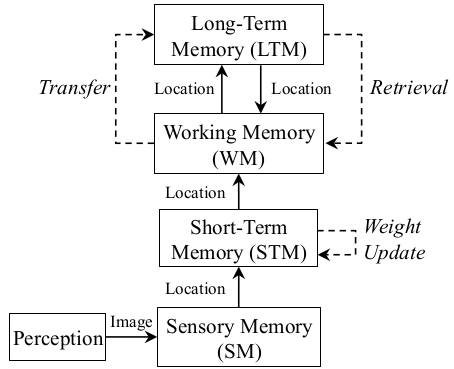 Long-Term
Memory (LTM)
Transfer
Location
Location
Retrieval
Working Memory
(WM)
Location
Short-Term
Memory (STM)
Weight
Update
Location
Perception
Image
Sensory Memory
(SM)